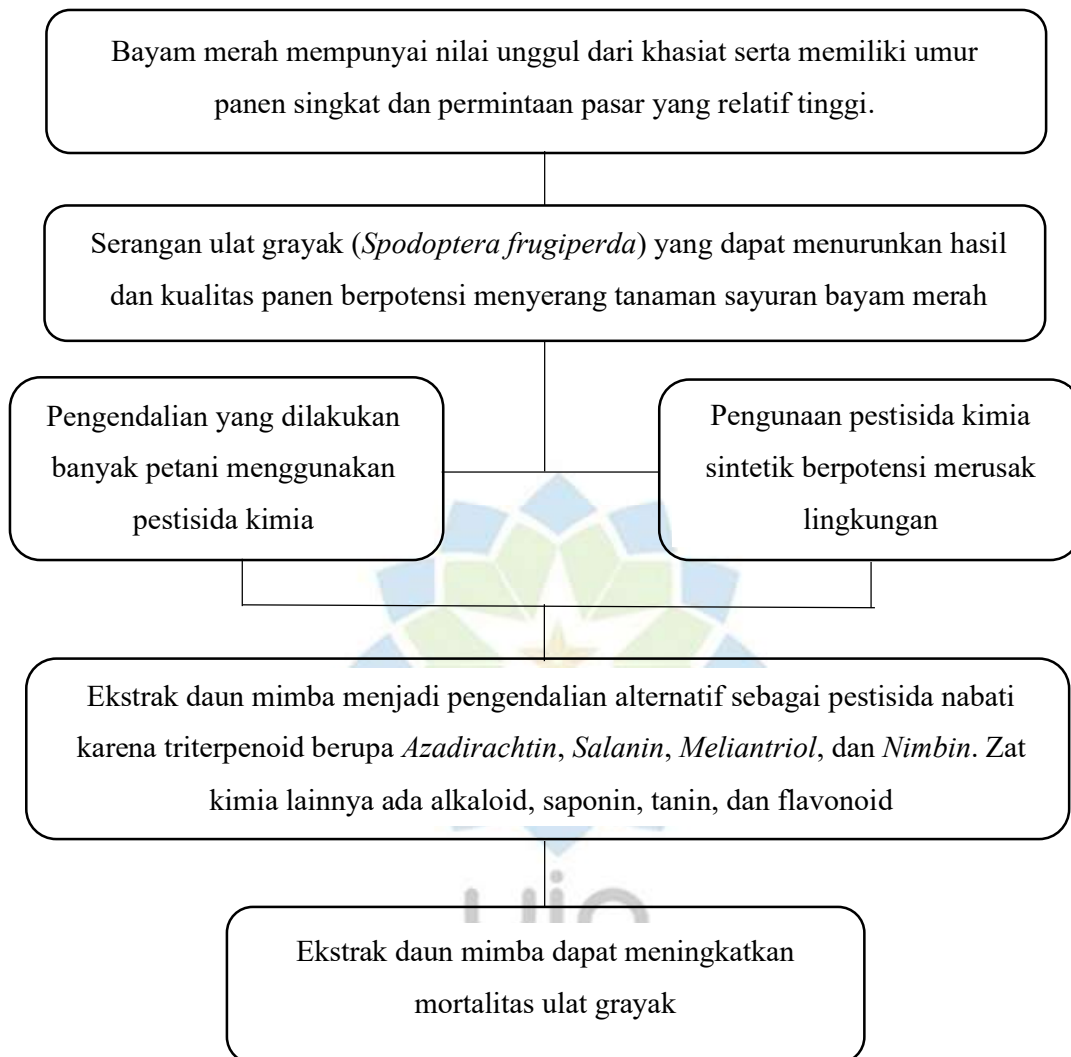 Bayam merah mempunyai nilai unggul dari khasiat serta memiliki umur
panen singkat dan permintaan pasar yang relatif tinggi.
Serangan ulat grayak (Spodoptera frugiperda) yang dapat menurunkan hasil
dan kualitas panen berpotensi menyerang tanaman sayuran bayam merah
Pengendalian yang dilakukan
banyak petani menggunakan
pestisida kimia
Pengunaan pestisida kimia
sintetik berpotensi merusak
lingkungan
Ekstrak daun mimba menjadi pengendalian alternatif sebagai pestisida nabati
karena triterpenoid berupa Azadirachtin, Salanin, Meliantriol, dan Nimbin. Zat
kimia lainnya ada alkaloid, saponin, tanin, dan flavonoid
Ekstrak daun mimba dapat meningkatkan
mortalitas ulat grayak